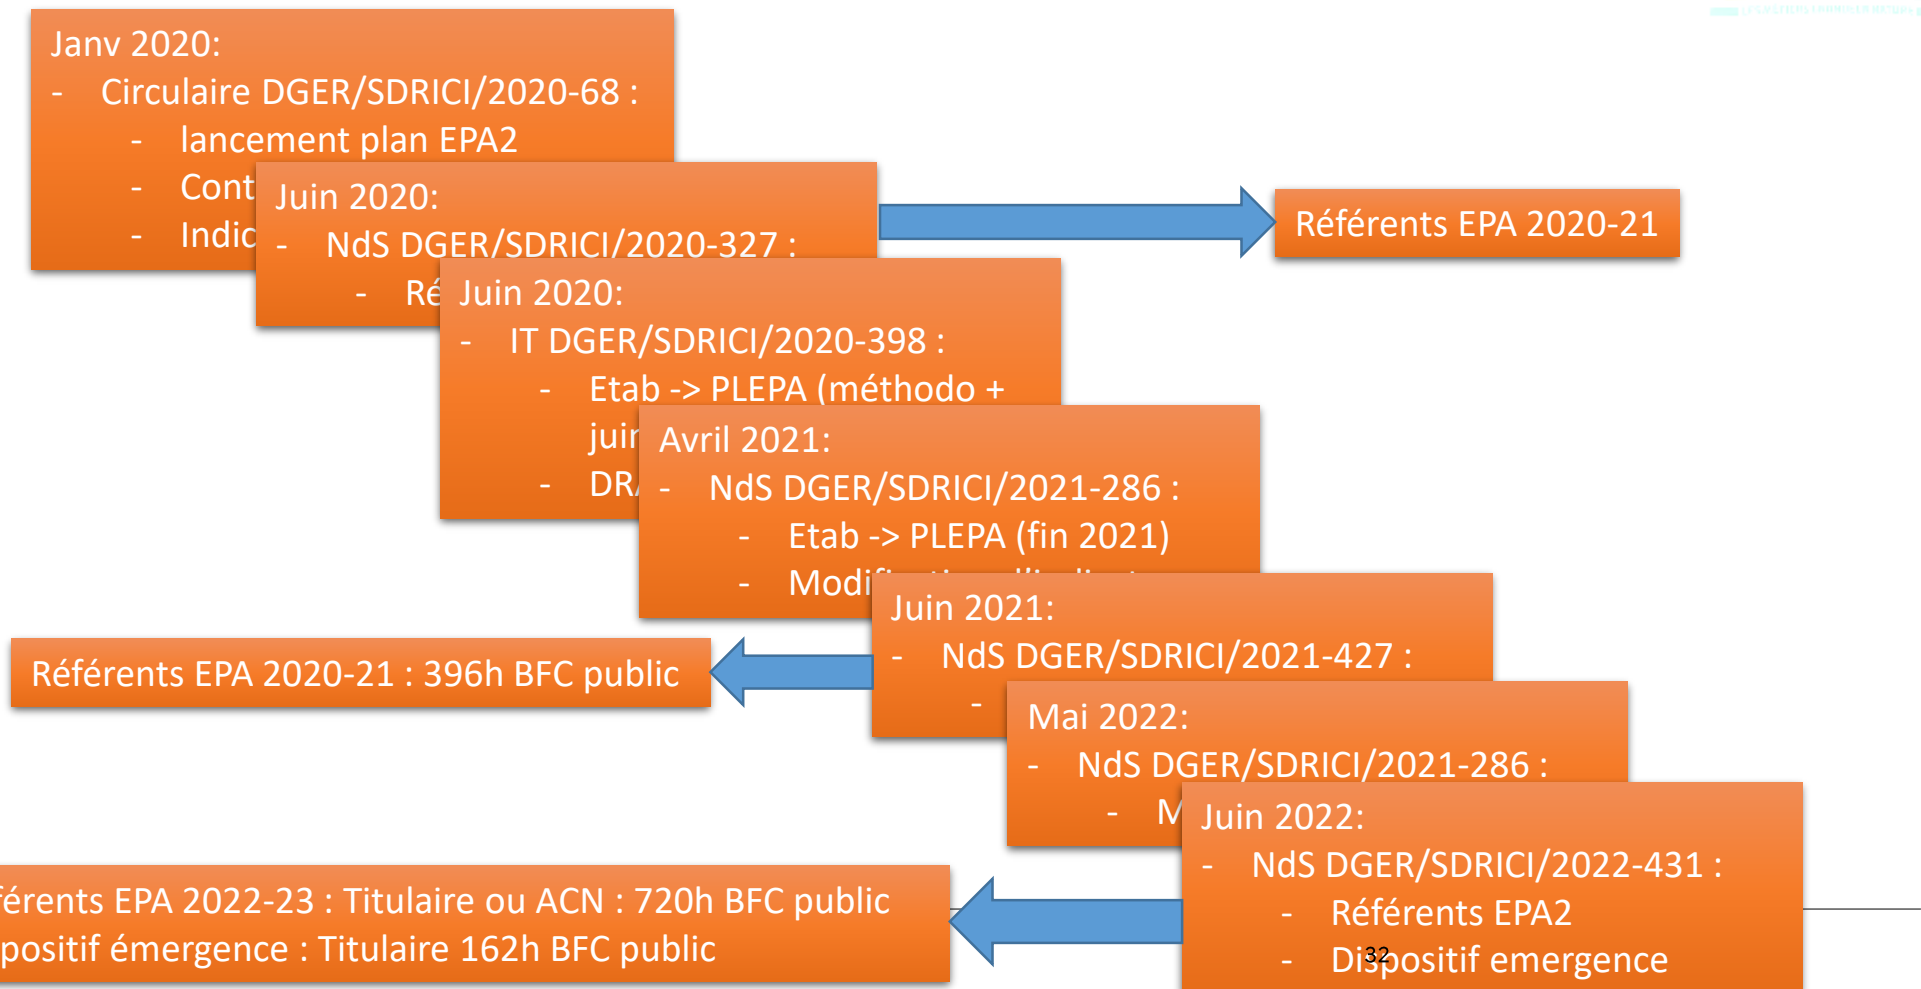 Janv 2020:
- Circulaire DGER/SDRICI/2020-68 :
- lancement plan EPA2
- Cont
- Indic
Juin 2020:
- NdS DGER/SDRICI/2020-327 :
- Ré
Référents EPA 2020-21
Juin 2020:
- IT DGER/SDRICI/2020-398 :
- Etab -> PLEPA (méthodo +
juin
- DRA
Avril 2021:
- NdS DGER/SDRICI/2021-286 :
- Etab -> PLEPA (fin 2021)
- Modi
Juin 2021:
- NdS DGER/SDRICI/2021-427 :
-
Référents EPA 2020-21 : 396h BFC public
Mai 2022:
- NdS DGER/SDRICI/2021-286 :
- M
Juin 2022:
- NdS DGER/SDRICI/2022-431 :
- Référents EPA2
- Dispositif emergence
férents EPA 2022-23 : Titulaire ou ACN : 720h BFC public
positif émergence : Titulaire 162h BFC public
32